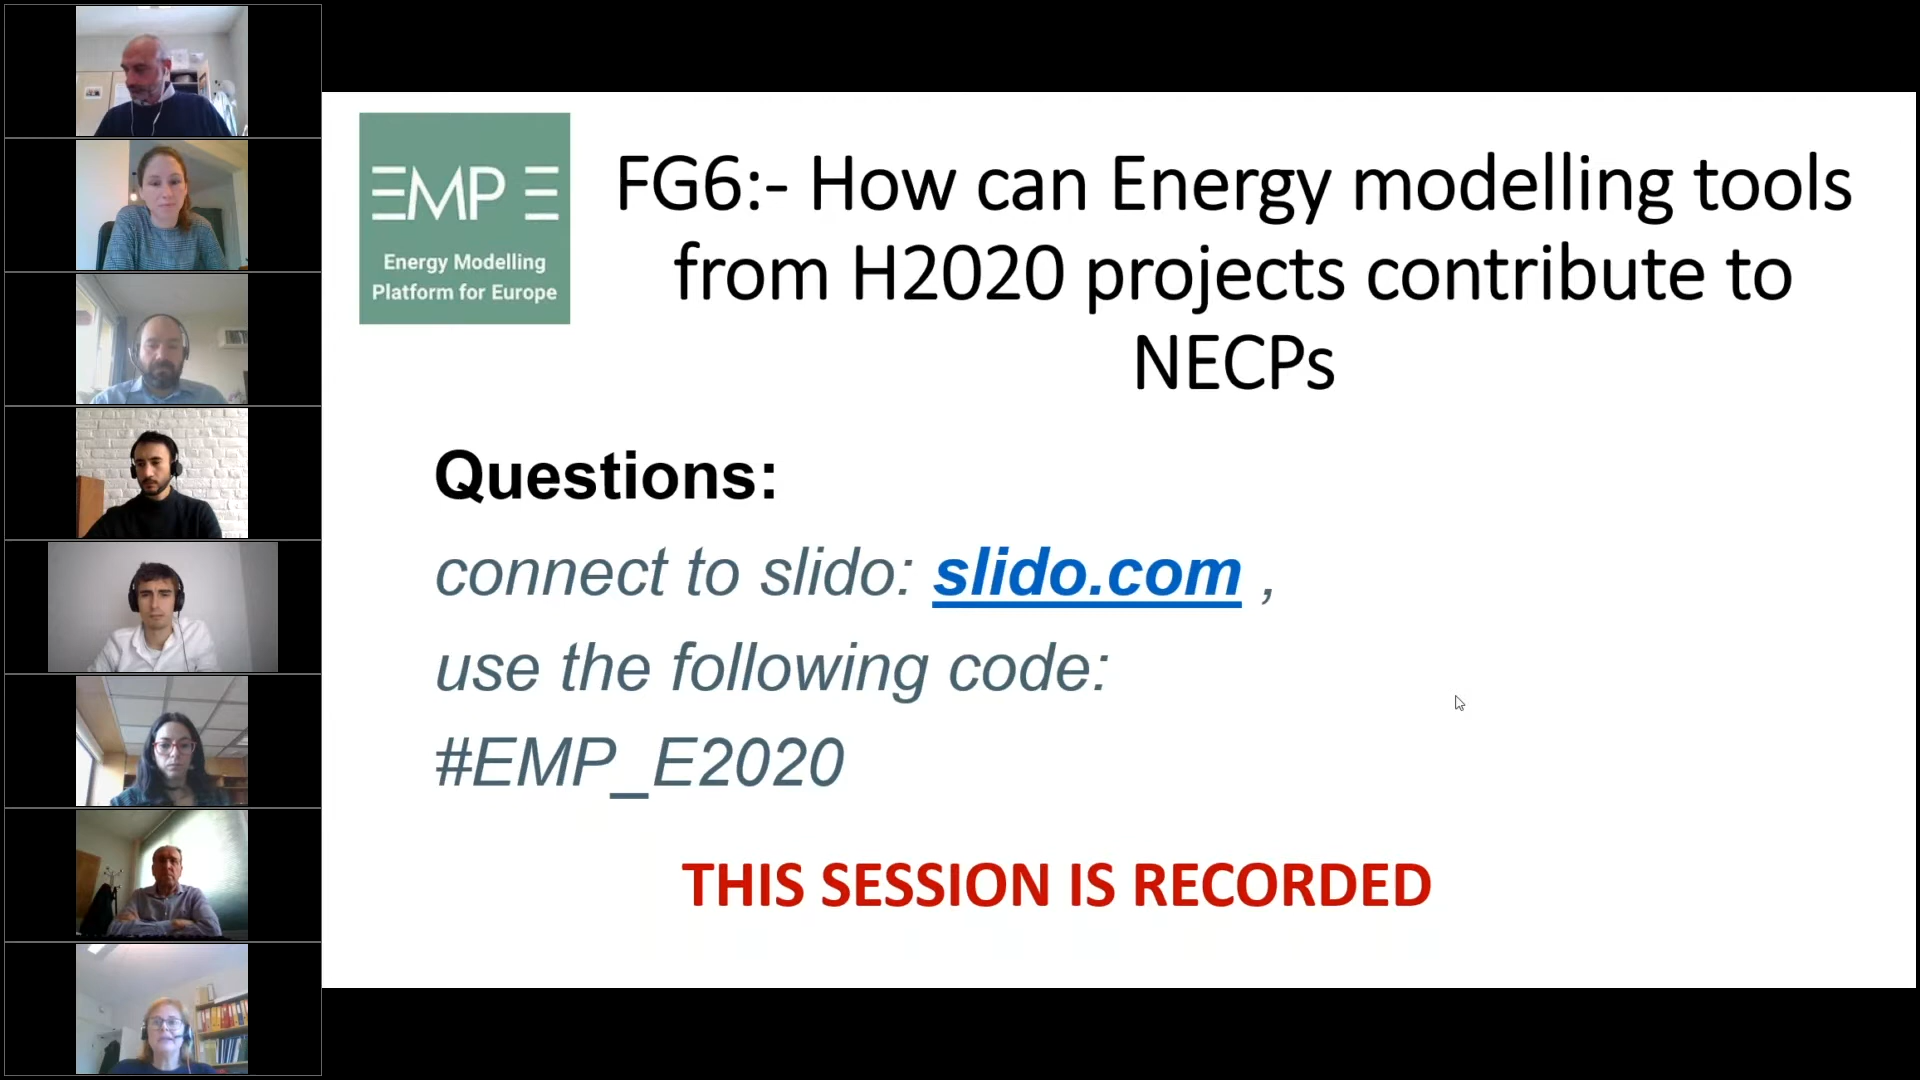 EMP E
Energy Modelling
Platform for Europe
FG6:- How can Energy modelling tools
from H2020 projects contribute to
NECPs
Questions:
connect to slido: slido.com ,
use the following code:
#EMP_E2020
THIS SESSION IS RECORDED